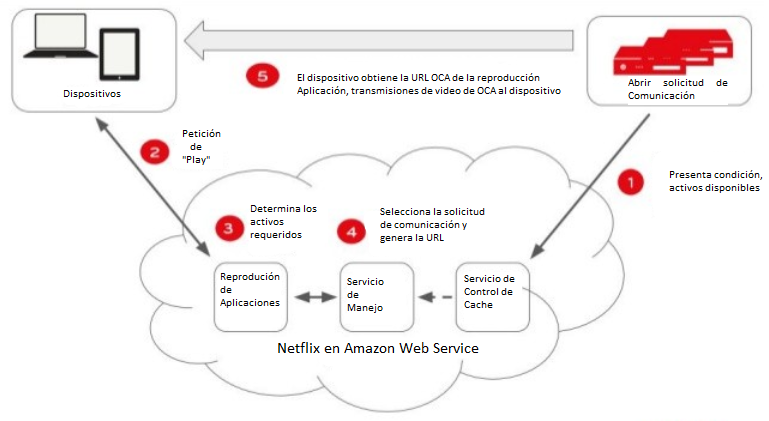 Dispositivos
5
El dispositivo obtiene la URL OCA de la reproducción
Aplicación, transmisiones de video de OCA al dispositivo
Abrir solicitud de
Comunicación
2
Petición
de
"Play"
1
Presenta condición,
activos disponibles
3
Determina los
activos
requeridos
4
Selecciona la solicitud
de comunicación y
genera la URL
Reprodución
de
Aplicaciones
Servicio
de
Manejo
Servicio de
Control de
Cache
Netflix en Amazon Web Service